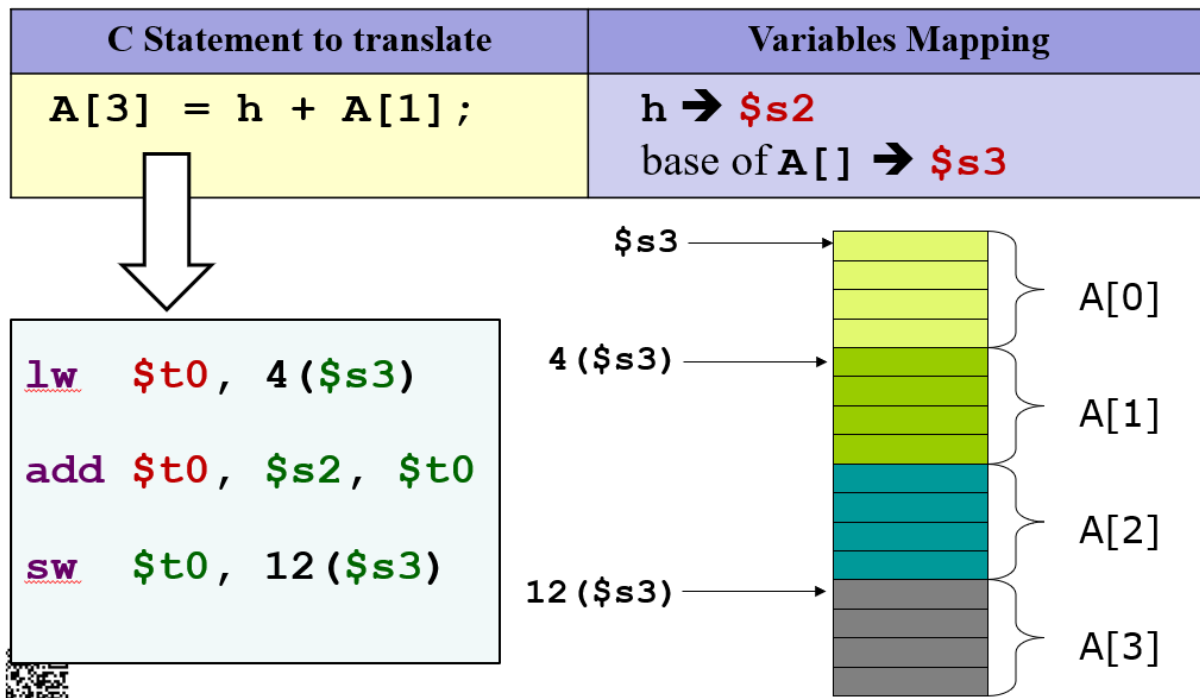 C Statement to translate
Variables Mapping
A[3] = h + A[1];
h ➔ $s2
base of A[] ➔ $s3
lw $t0, 4($s3)
add $t0, $s2, $t0
sw $t0, 12($s3)
$s3
A[0]
4($s3)
A[1]
A[2]
12($s3)
A[3]